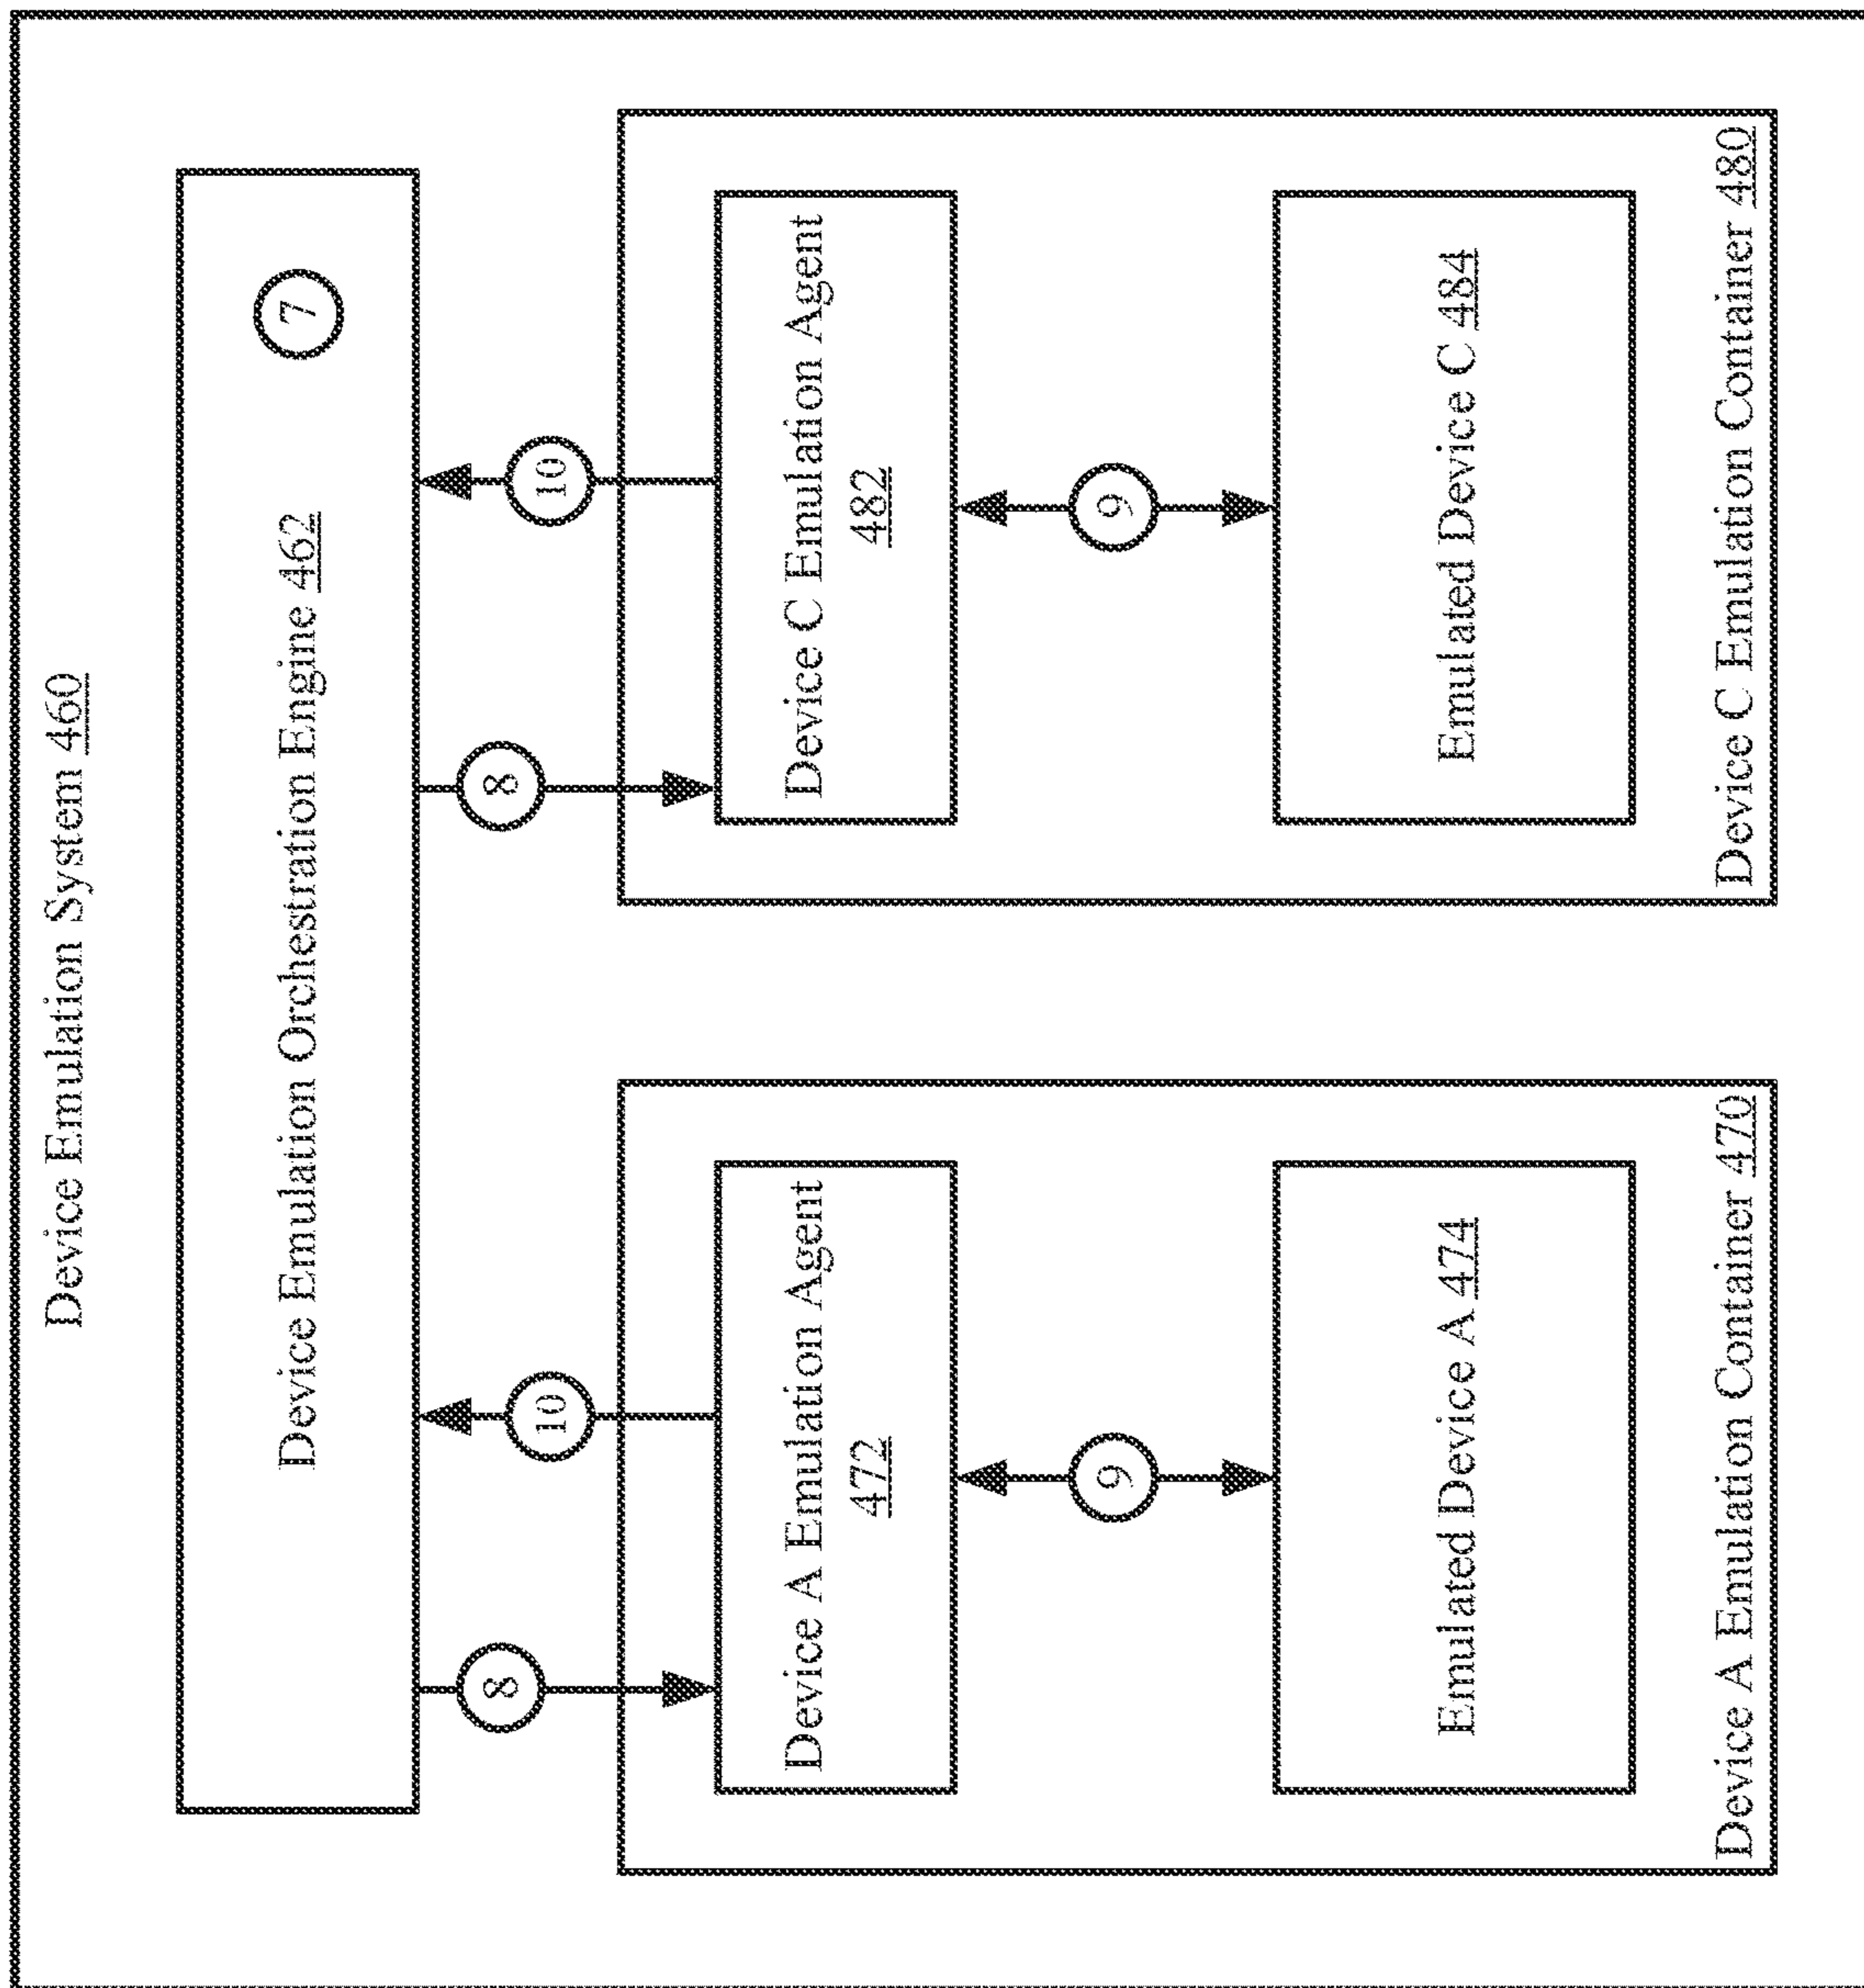 Device Emulation System 460
Device Emulation Orchestration Engine 462
7
8
10
8
10
Device A Emulation Agent
472
Device C Emulation Agent
482
9
9
Emulated Device A 474
Emulated Device C 484
Device A Emulation Container 470
Device C Emulation Container 480